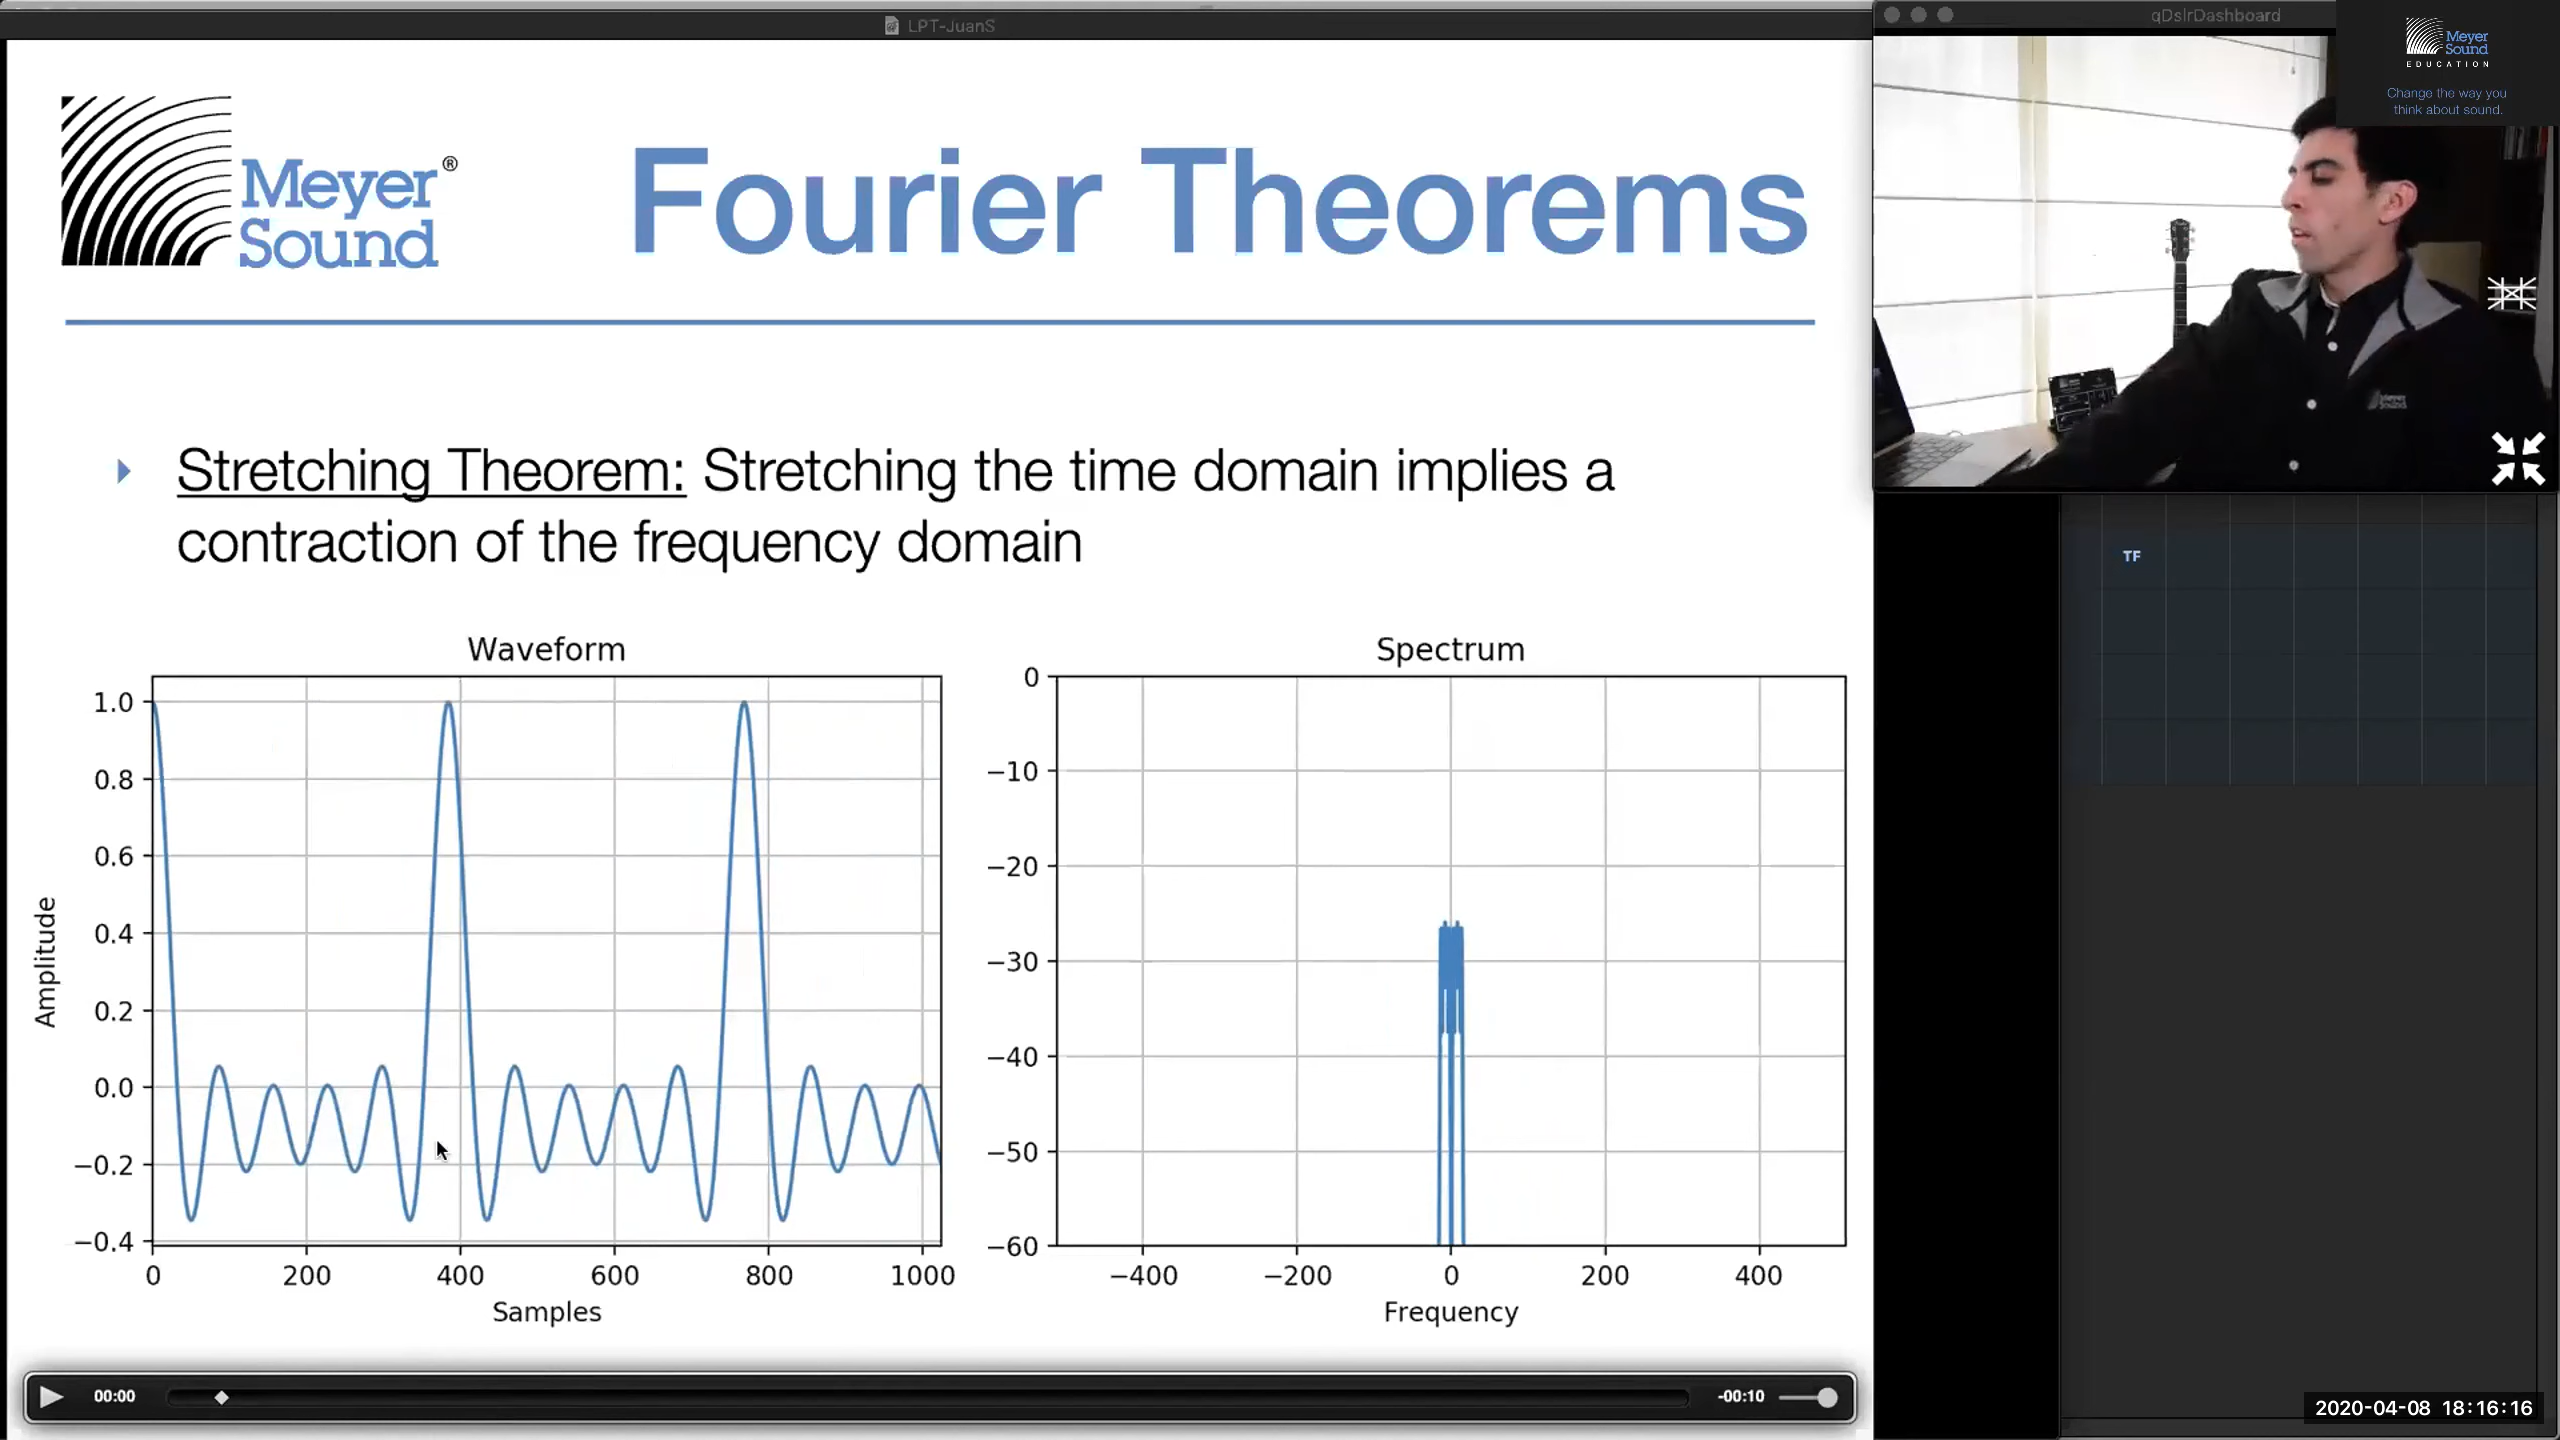 LPT-JuanS
qDslrDashboard
Meyer
Sound
EDUCATION
Change the way you
think about sound.
Meyer®
Sound
Fourier Theorems
Stretching Theorem: Stretching the time domain implies a
contraction of the frequency domain
TF
Waveform
1.0
0.8
0.6
0.4
0.2
0.0
−0.2
−0.4
Amplitude
0 200 400 600 800 1000
Samples
Spectrum
0
−10
−20
−30
−40
−50
−60
−400 −200 0 200 400
Frequency
00:00
-00:10
Meyer
Sound
2020-04-08 18:16:16